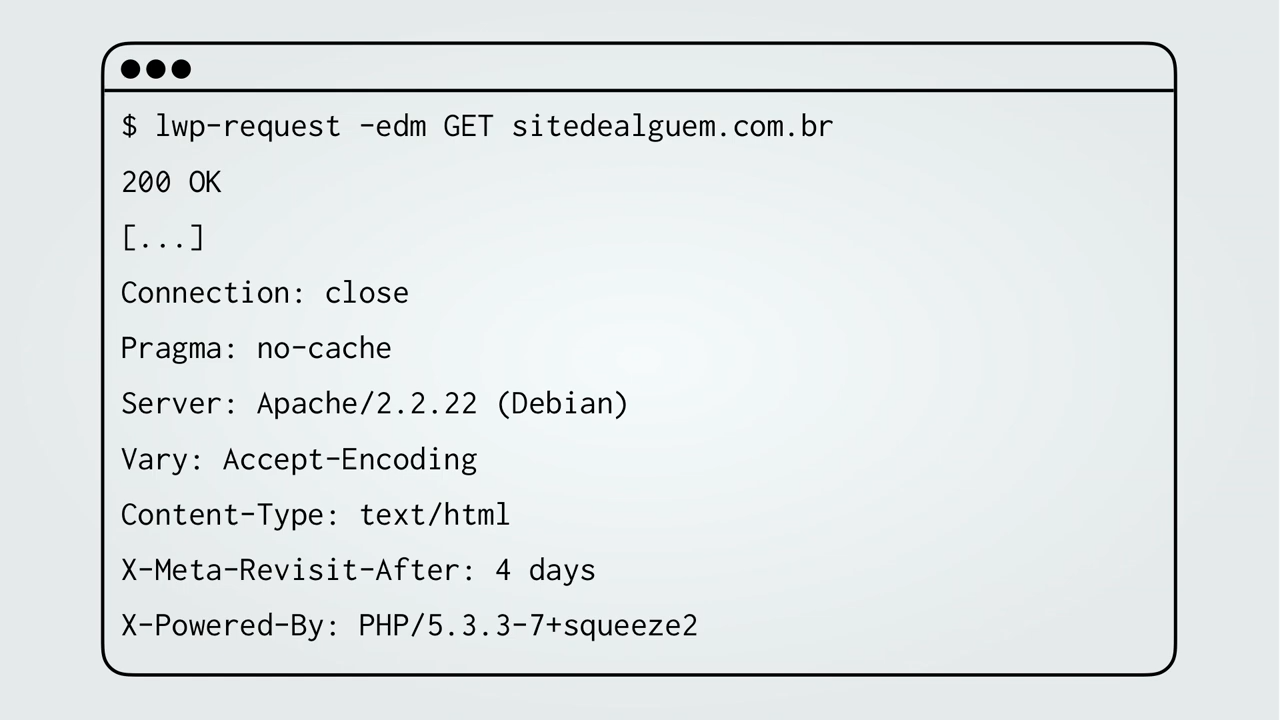 $ lwp-request -edm GET sitedealguem.com.br
200 OK
[...]
Connection: close
Pragma: no-cache
Server: Apache/2.2.22 (Debian)
Vary: Accept-Encoding
Content-Type: text/html
X-Meta-Revisit-After: 4 days
X-Powered-By: PHP/5.3.3-7+squeeze2